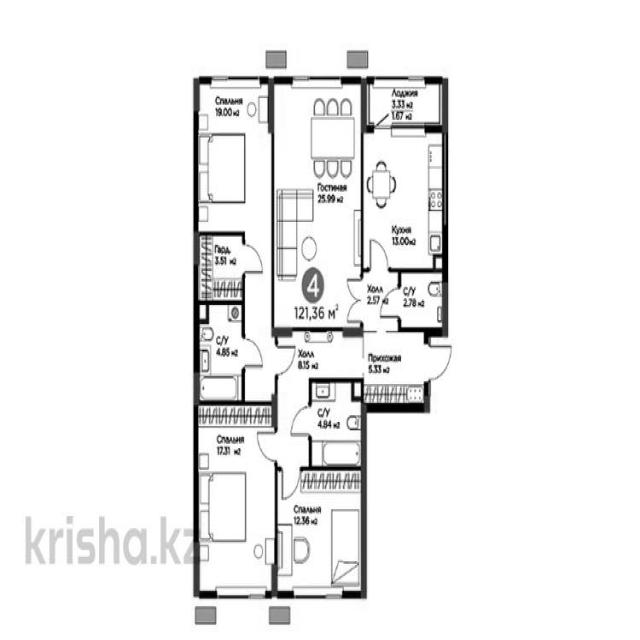 Спальня
19.00 м2
Лоджия
3.33 м2
1.67 м2
Гостиная
25.99 м2
Кухня
13.00 м2
Гард.
3.51 м2
4
121,36 м²
Холл
2.57 м2
С/У
2.78 м2
С/У
4.85 м2
Холл
8.15 м2
Прихожая
5.33 м2
С/У
4.84 м2
Спальня
17.31 м2
Спальня
12.36 м2
krisha.kz